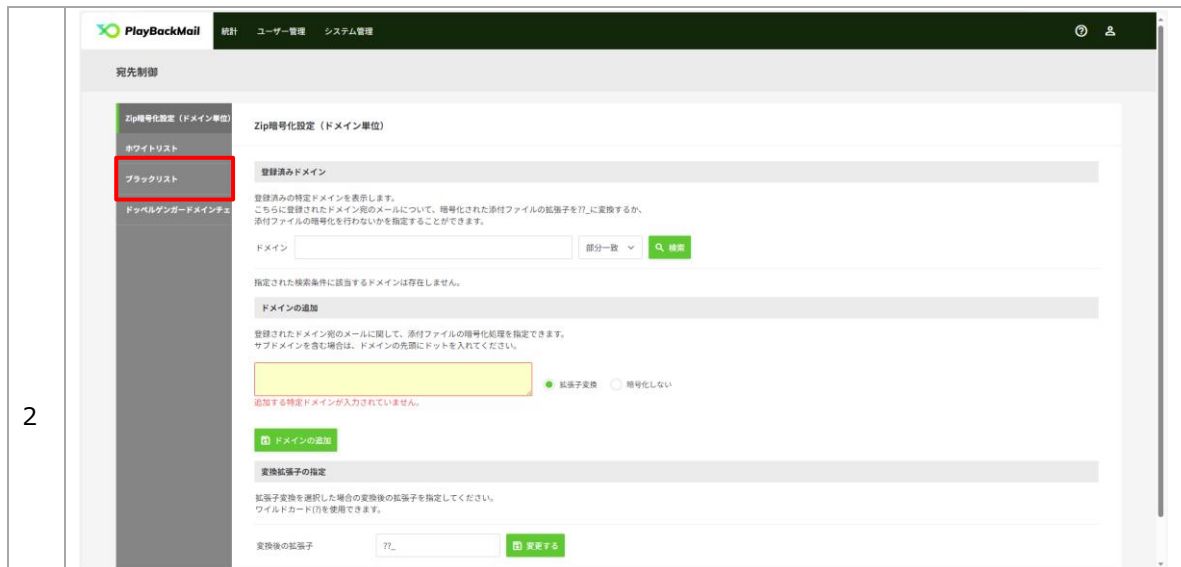 2
PlayBackMail 統計 ユーザー管理 システム管理
宛先制御
Zip暗号化設定（ドメイン単位）
ホワイトリスト
ブラックリスト
ドッペルゲンガードメインチェ
Zip暗号化設定（ドメイン単位）
登録済みドメイン
登録済みの特定ドメインを表示します。
こちらに登録されたドメイン宛のメールについて、暗号化された添付ファイルの拡張子を??_に変換するか、
添付ファイルの暗号化を行わないかを指定することができます。
ドメイン 部分一致 検索
指定された検索条件に該当するドメインは存在しません。
ドメインの追加
登録されたドメイン宛のメールに関して、添付ファイルの暗号化処理を指定できます。
サブドメインを含む場合は、ドメインの先頭にドットを入れてください。
拡張子変換 暗号化しない
追加する特定ドメインが入力されていません。
ドメインの追加
変換拡張子の指定
拡張子変換を選択した場合の変換後の拡張子を指定してください。
ワイルドカード(?)を使用できます。
変換後の拡張子 ??_ 変更する